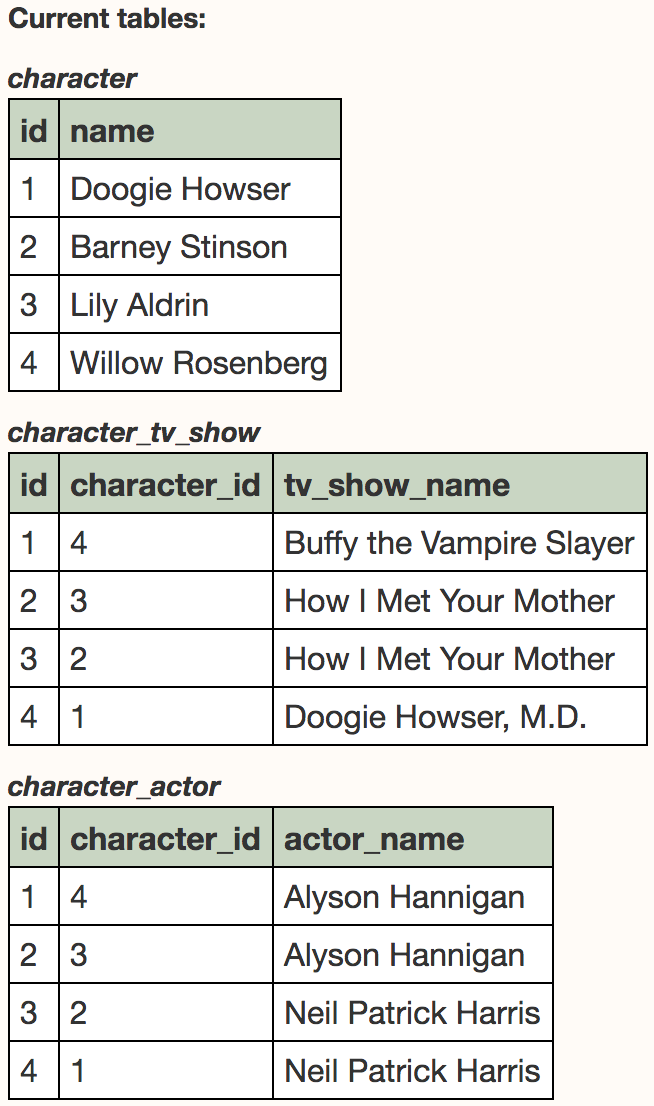 Current tables:
character
id name
1 Doogie Howser
2 Barney Stinson
3 Lily Aldrin
4 Willow Rosenberg
character_tv_show
id character_id tv_show_name
1 4 Buffy the Vampire Slayer
2 3 How I Met Your Mother
3 2 How I Met Your Mother
4 1 Doogie Howser, M.D.
character_actor
id character_id actor_name
1 4 Alyson Hannigan
2 3 Alyson Hannigan
3 2 Neil Patrick Harris
4 1 Neil Patrick Harris